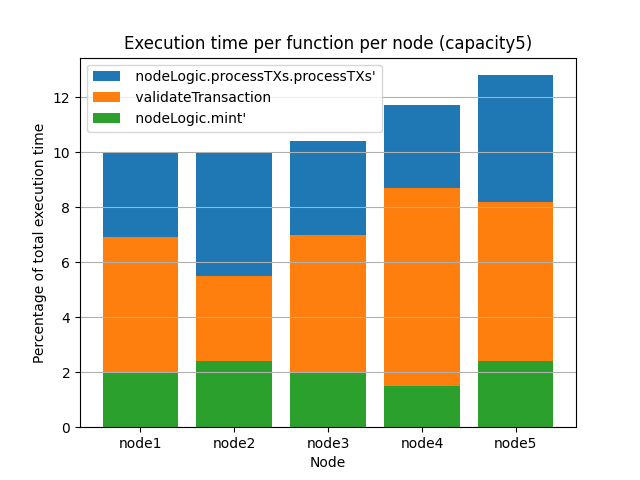 Execution time per function per node (capacity5)
nodeLogic.processTXs.processTXs'
validateTransaction
nodeLogic.mint'
Percentage of total execution time
12
10
8
6
4
2
0
node1 node2 node3 node4 node5
Node